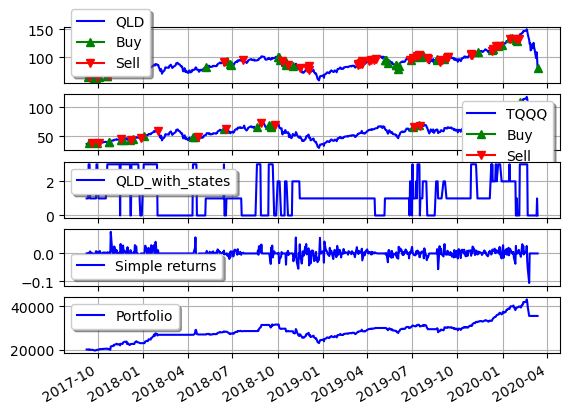 QLD
Buy
Sell
150
100
TQQQ
Buy
Sell
100
50
QLD_with_states
2
0
Simple returns
0.0
−0.1
Portfolio
40000
20000
2017-10
2018-01
2018-04
2018-07
2018-10
2019-01
2019-04
2019-07
2019-10
2020-01
2020-04